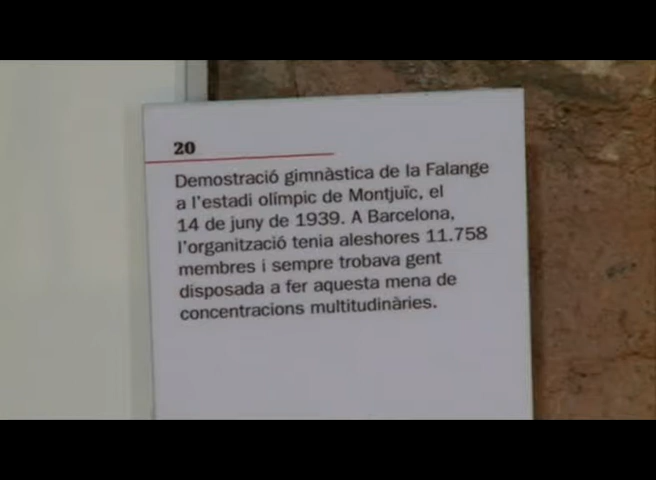 20
Demostració gimnàstica de la Falange
a l'estadi olímpic de Montjuïc, el
14 de juny de 1939. A Barcelona,
l'organització tenia aleshores 11.758
membres i sempre trobava gent
disposada a fer aquesta mena de
concentracions multitudinàries.